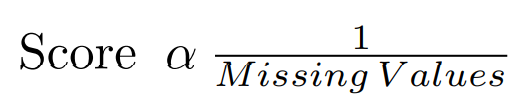 Score α 1/Missing Values